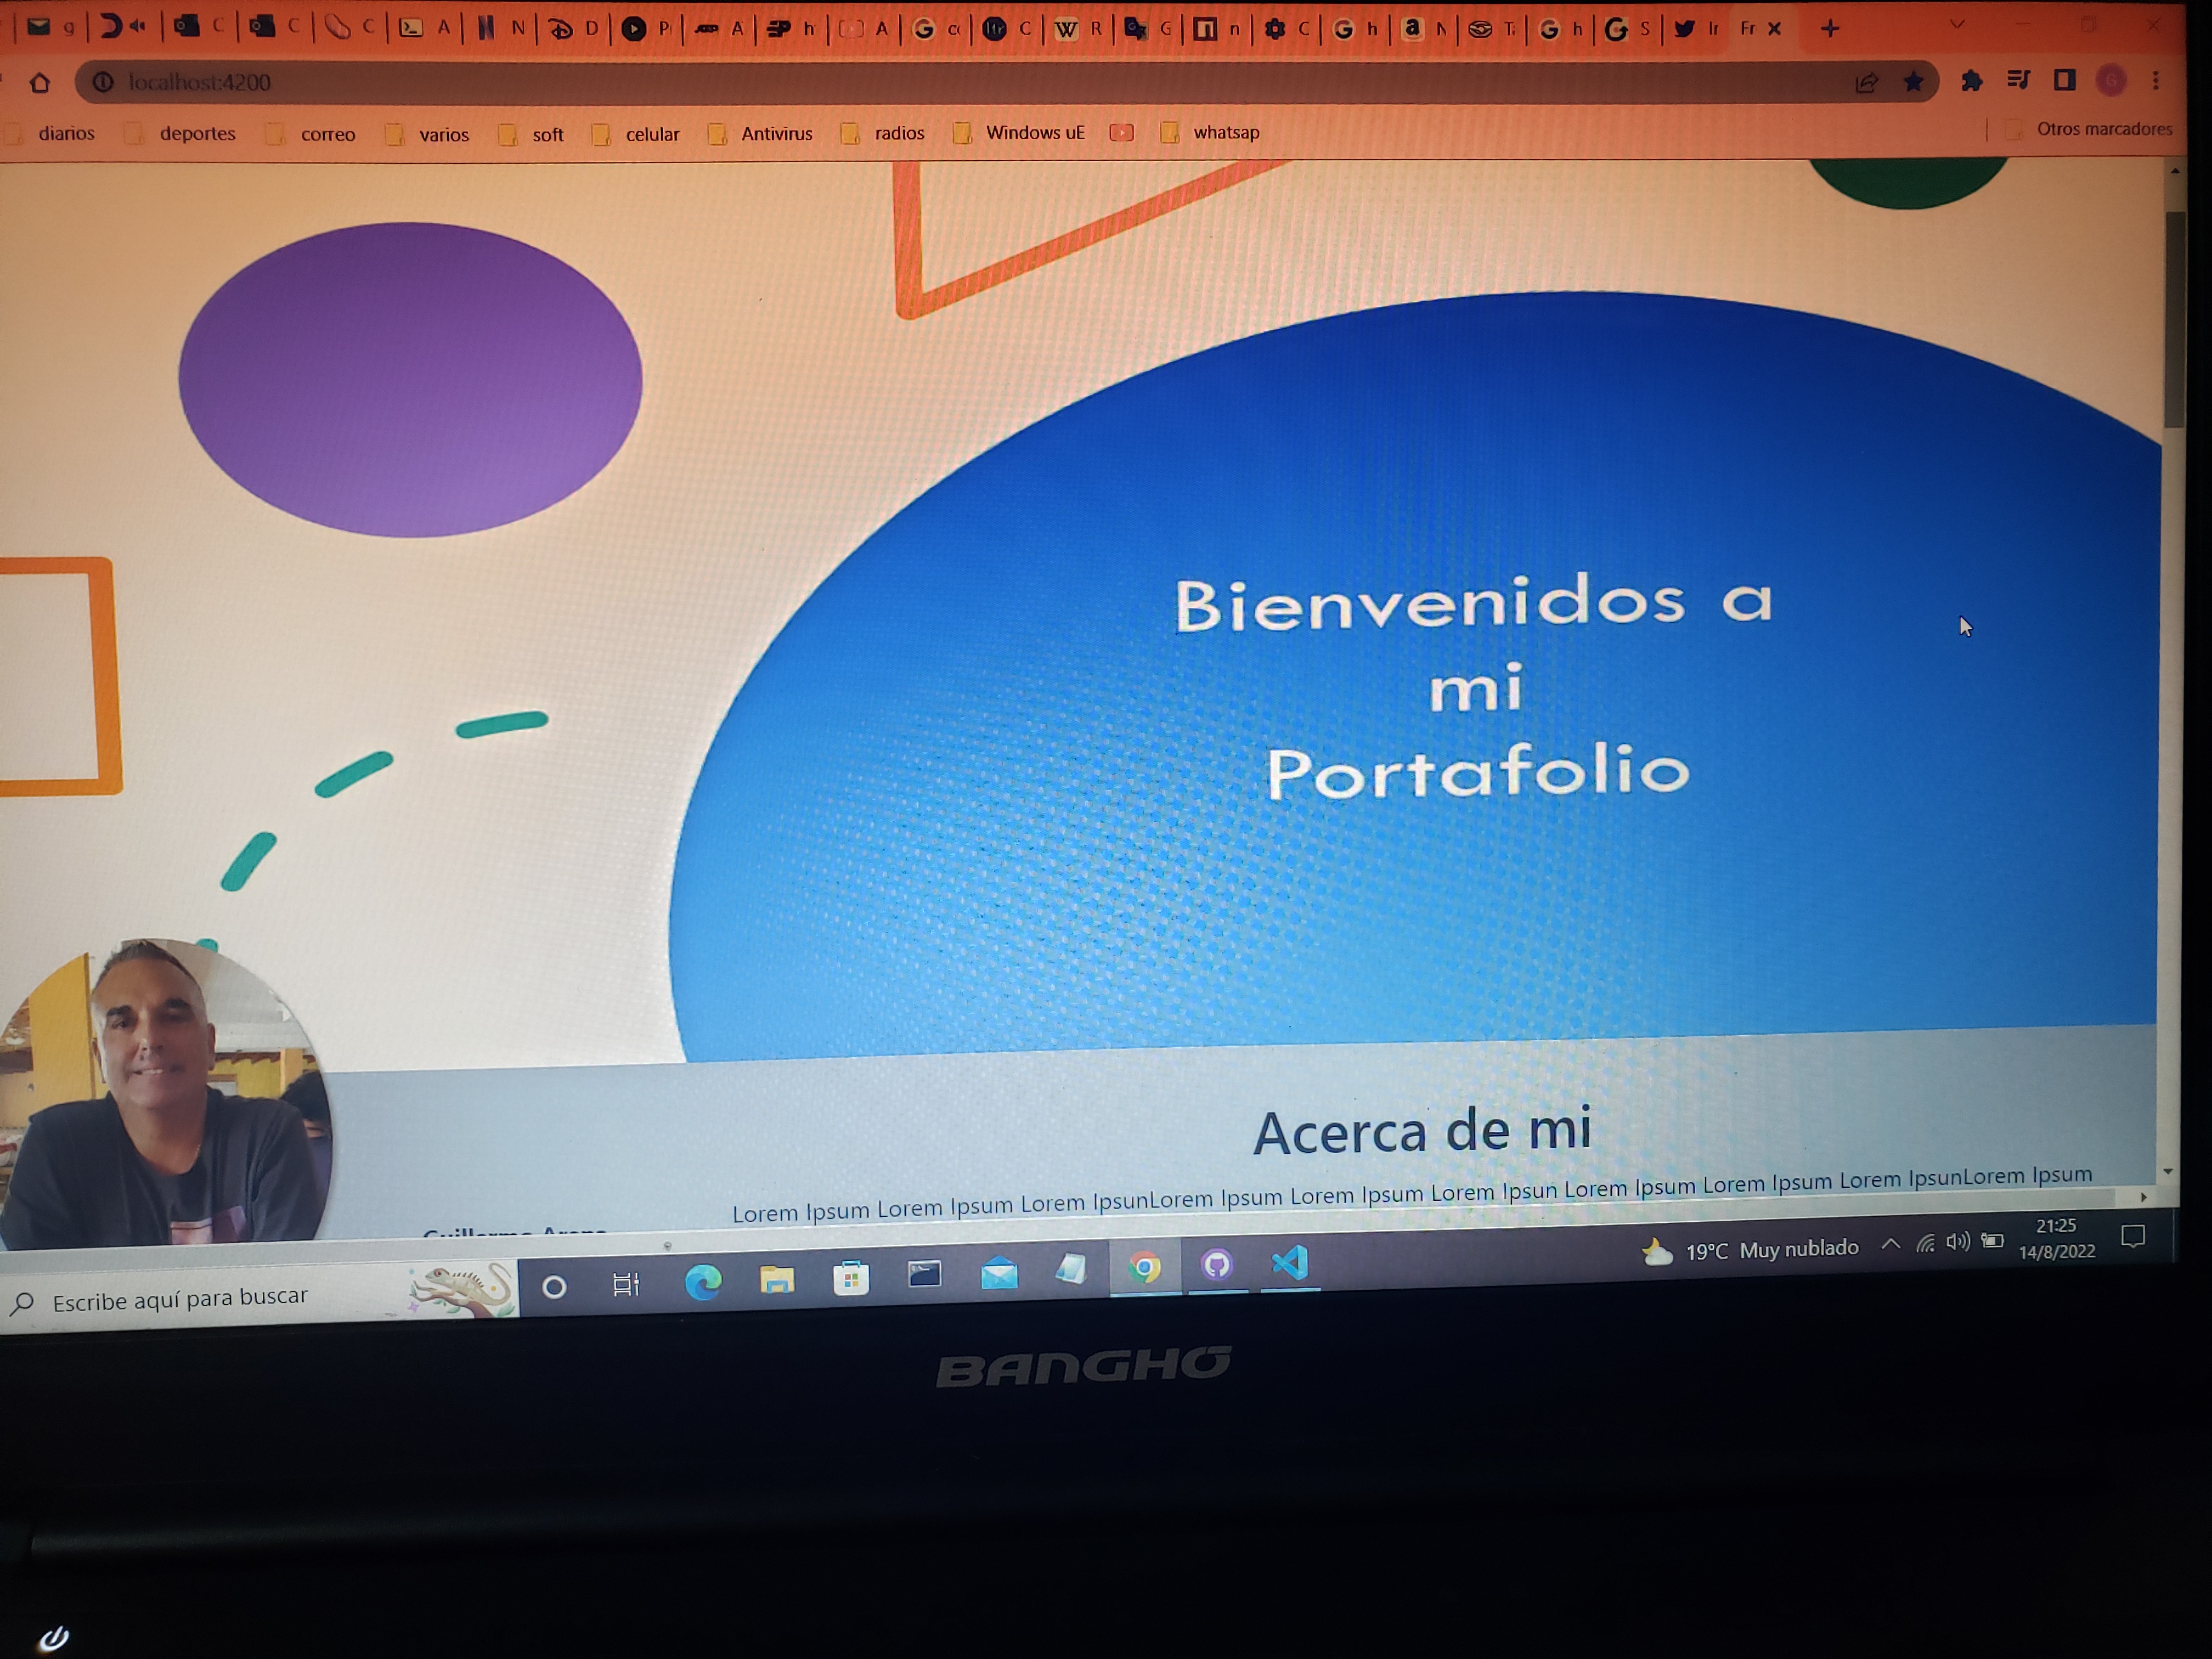 g C C C A N D P A h A C R G n C h N T h S Ir Fr
localhost:4200
diarios deportes correo varios soft celular Antivirus radios Windows uE whatsap Otros marcadores
Bienvenidos a
mi
Portafolio
Acerca de mi
Lorem Ipsum Lorem Ipsum Lorem IpsunLorem Ipsum Lorem Ipsum Lorem Ipsun Lorem Ipsum Lorem Ipsum Lorem IpsunLorem Ipsum
Escribe aquí para buscar
19°C Muy nublado
21:25
14/8/2022
BANGHO